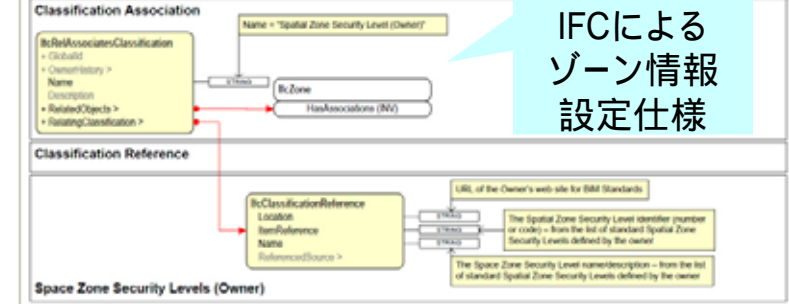 Classification Association
Name = "Spatial Zone Security Level (Owner)"
IFCによる
ゾーン情報
設定仕様
IfcRelAssociatesClassification
+ GlobalId
+ OwnerHistory >
Name
Description
+ RelatedObjects >
+ RelatingClassification >
STRING
IfcZone
HasAssociations (INV)
Classification Reference
URL of the Owner's web site for BIM Standards
IfcClassificationReference
Location
ItemReference
Name
ReferencedSource >
STRING
STRING
STRING
The Spatial Zone Security Level identifier (number
or code) – from the list of standard Spatial Zone
Security Levels defined by the owner
The Space Zone Security Level name/description – from the list
of standard Spatial Zone Security Levels defined by the owner
Space Zone Security Levels (Owner)